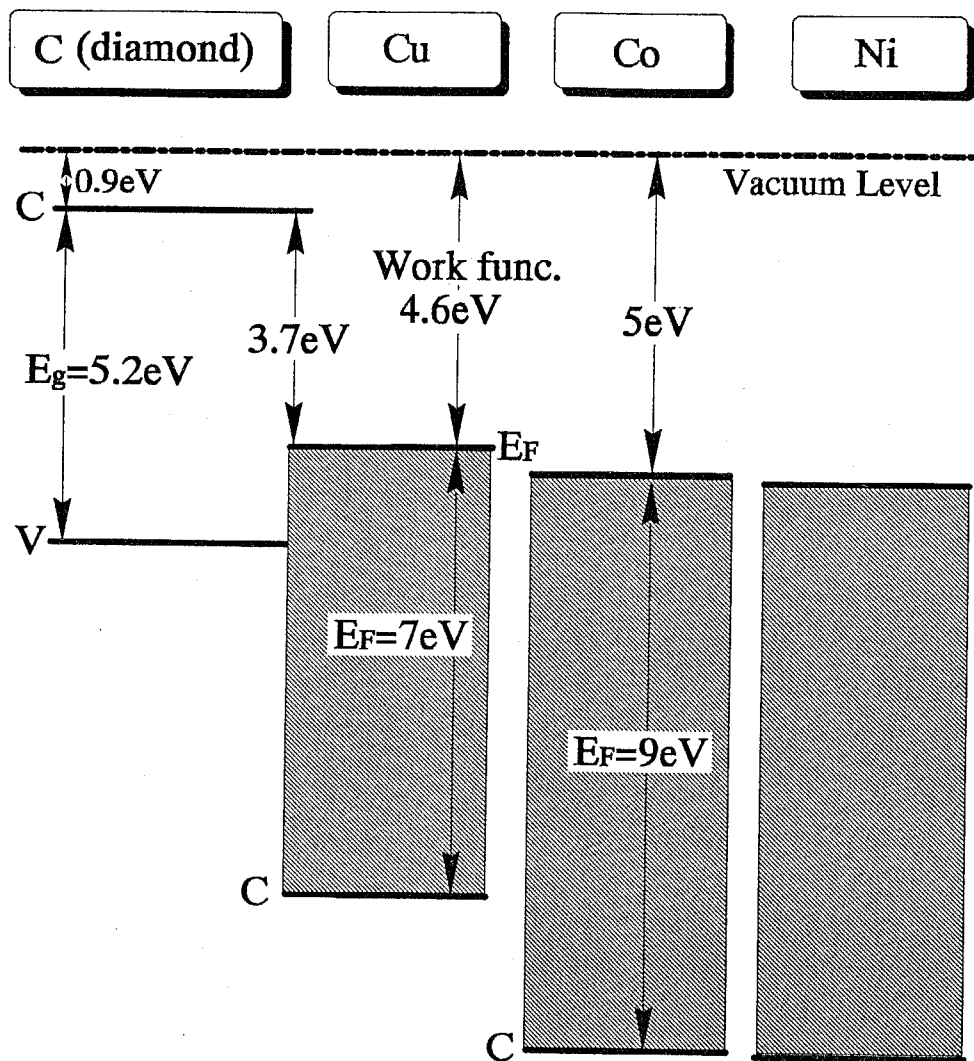 C (diamond)
Cu
Co
Ni
0.9eV
Vacuum Level
C
Work func.
4.6eV
5eV
3.7eV
Eg=5.2eV
EF
V
EF=7eV
EF=9eV
C
C